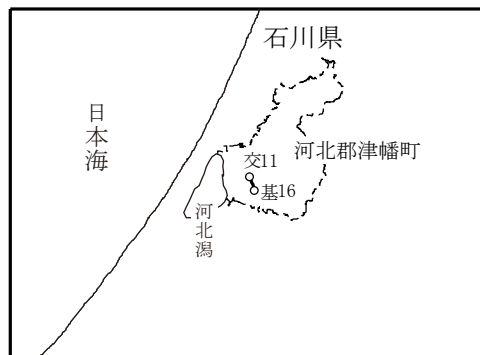 石川県
日本海
河北郡津幡町
交11
基16
河北潟